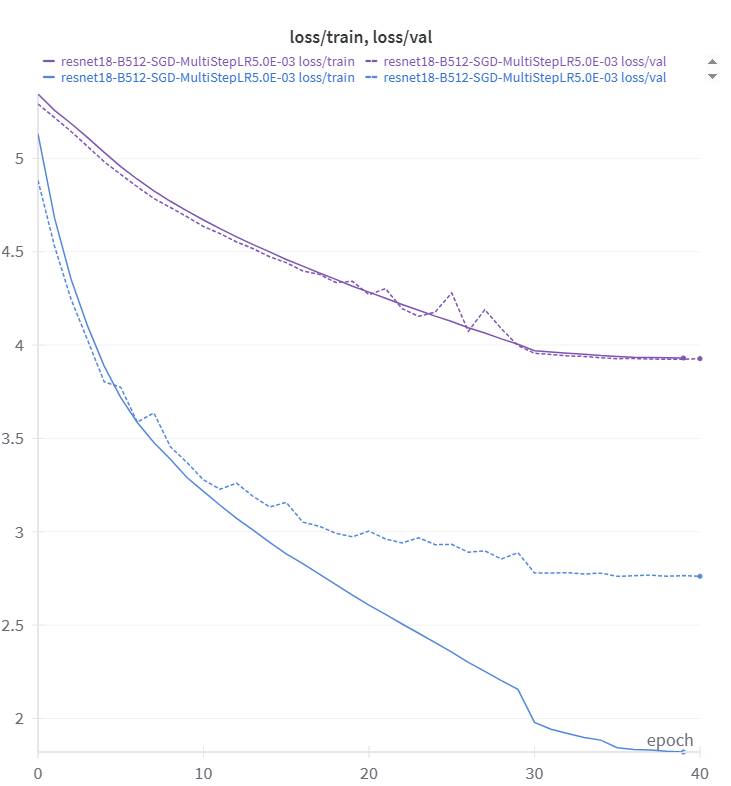 loss/train, loss/val
resnet18-B512-SGD-MultiStepLR5.0E-03 loss/train resnet18-B512-SGD-MultiStepLR5.0E-03 loss/val
resnet18-B512-SGD-MultiStepLR5.0E-03 loss/train resnet18-B512-SGD-MultiStepLR5.0E-03 loss/val
5
4.5
4
3.5
3
2.5
2
epoch
0 10 20 30 40